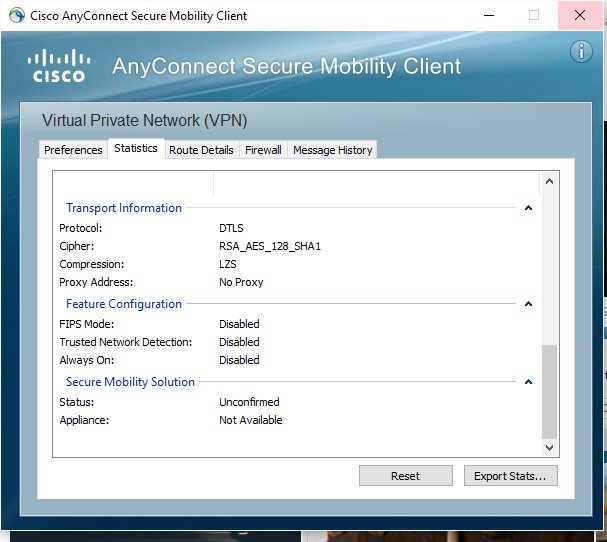 Cisco AnyConnect Secure Mobility Client
CISCO AnyConnect Secure Mobility Client
Virtual Private Network (VPN)
Preferences Statistics Route Details Firewall Message History
Transport Information
Protocol: DTLS
Cipher: RSA_AES_128_SHA1
Compression: LZS
Proxy Address: No Proxy
Feature Configuration
FIPS Mode: Disabled
Trusted Network Detection: Disabled
Always On: Disabled
Secure Mobility Solution
Status: Unconfirmed
Appliance: Not Available
Reset Export Stats...